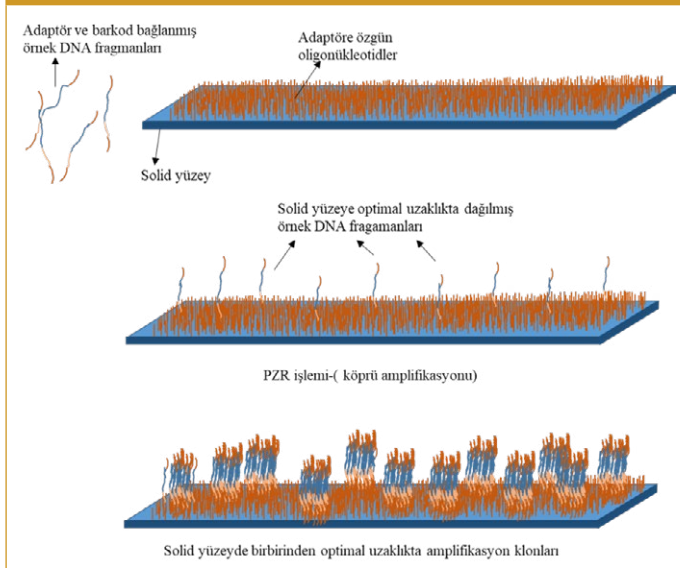 Adaptör ve barkod bağlanmış
örnek DNA fragmanları
Adaptöre özgün
oligonükleotidler
Solid yüzey
Solid yüzeye optimal uzaklıkta dağılmış
örnek DNA fragamanları
PZR işlemi-( köprü amplifikasyonu)
Solid yüzeyde birbirinden optimal uzaklıkta amplifikasyon klonları